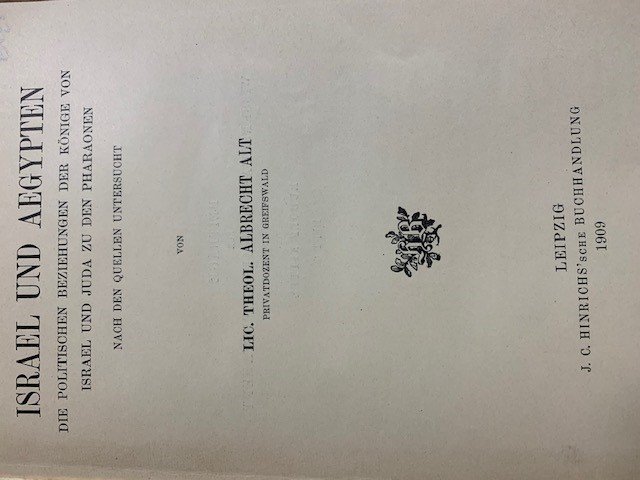 ISRAEL UND AEGYPTEN
DIE POLITISCHEN BEZIEHUNGEN DER KÖNIGE VON
ISRAEL UND JUDA ZU DEN PHARAONEN
NACH DEN QUELLEN UNTERSUCHT
VON
LIC. THEOL. ALBRECHT ALT
PRIVATDOZENT IN GREIFSWALD
LEIPZIG
J. C. HINRICHS'SCHE BUCHHANDLUNG
1909